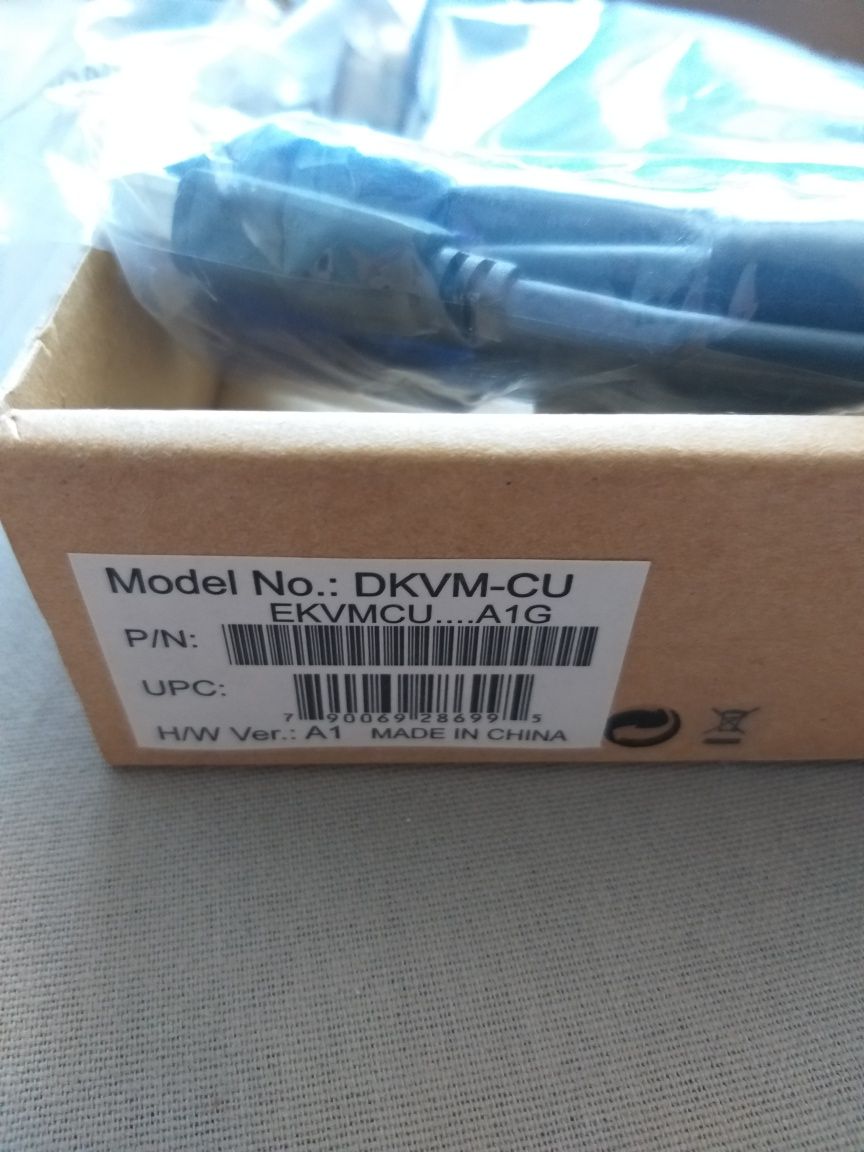 Model No.: DKVM-CU
EKVMCU....A1G
P/N:
UPC:
7 90069 28699 5
H/W Ver.: A1 MADE IN CHINA